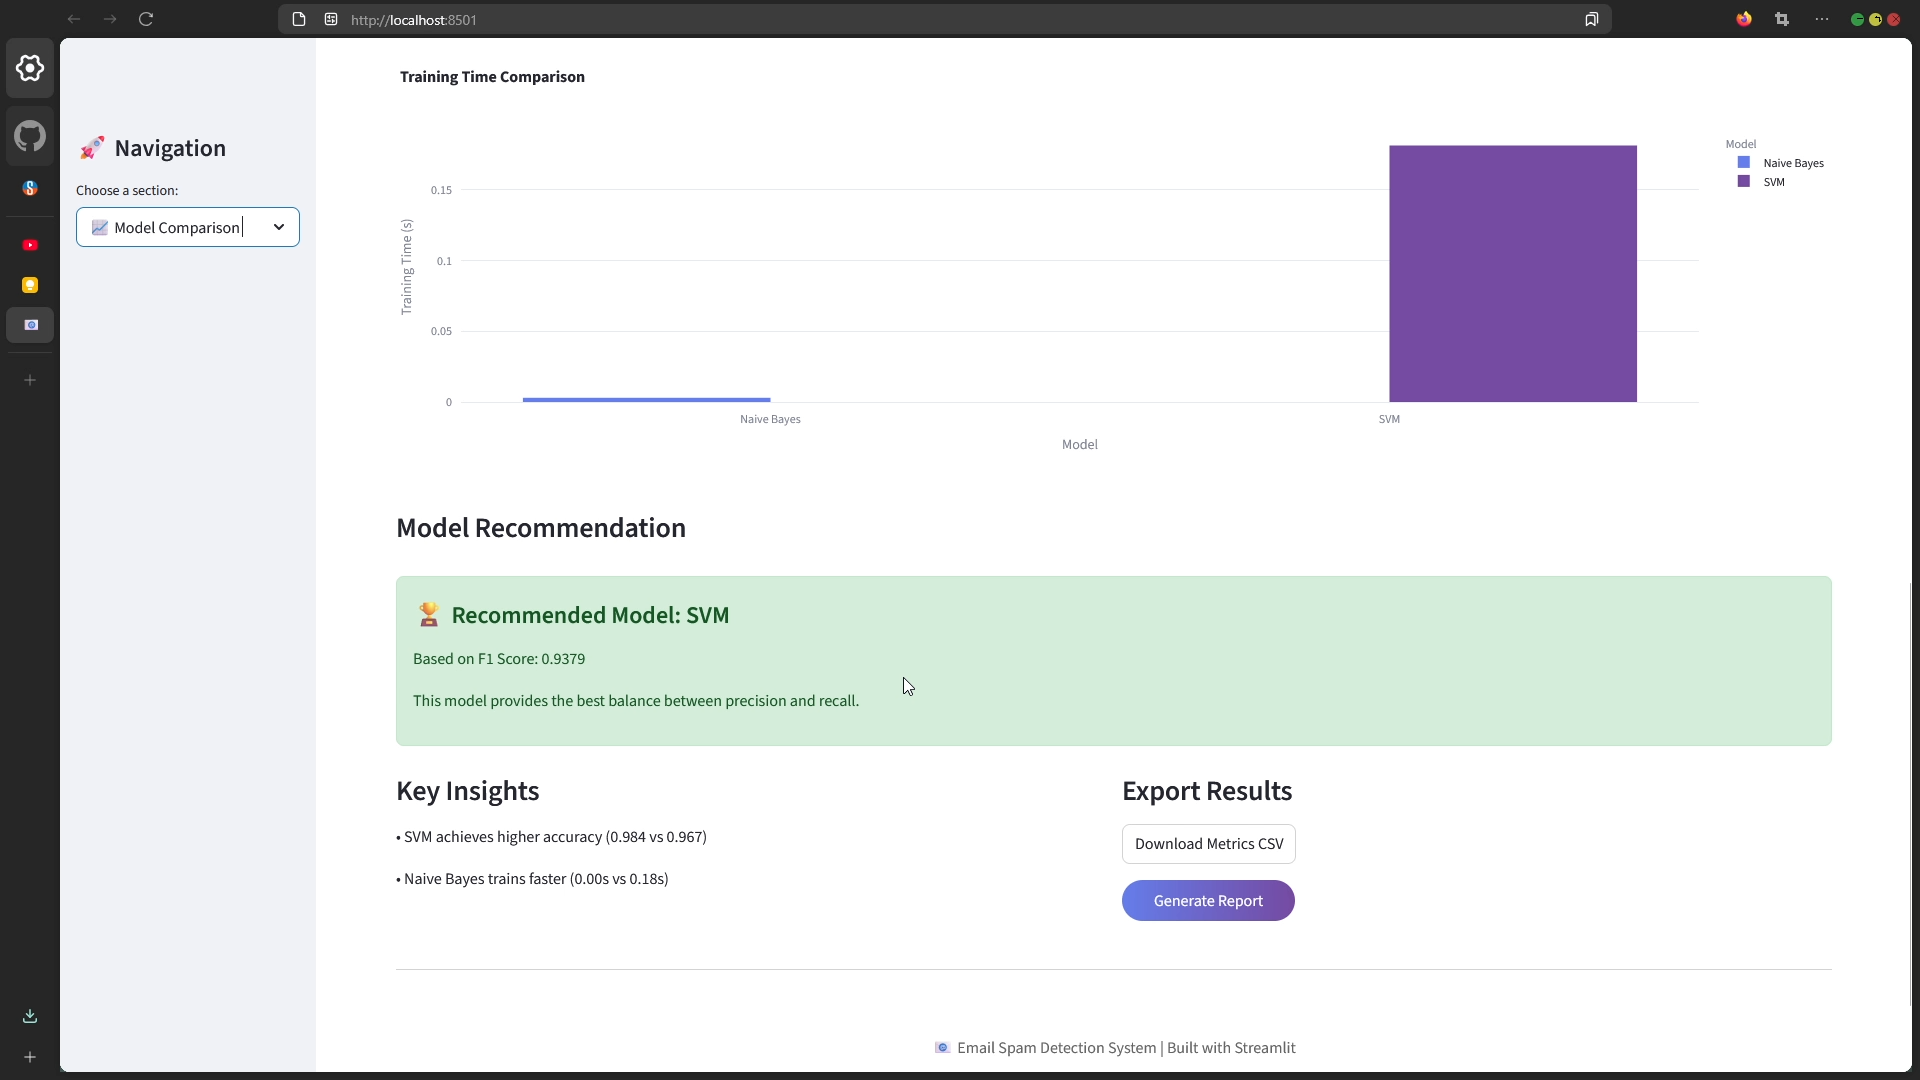 http://localhost:8501
Navigation
Choose a section:
Model Comparison
Training Time Comparison
Training Time (s)
0.15
0.1
0.05
0
Naive Bayes
SVM
Model
Model
Naive Bayes
SVM
Model Recommendation
Recommended Model: SVM
Based on F1 Score: 0.9379
This model provides the best balance between precision and recall.
Key Insights
• SVM achieves higher accuracy (0.984 vs 0.967)
• Naive Bayes trains faster (0.00s vs 0.18s)
Export Results
Download Metrics CSV
Generate Report
Email Spam Detection System | Built with Streamlit